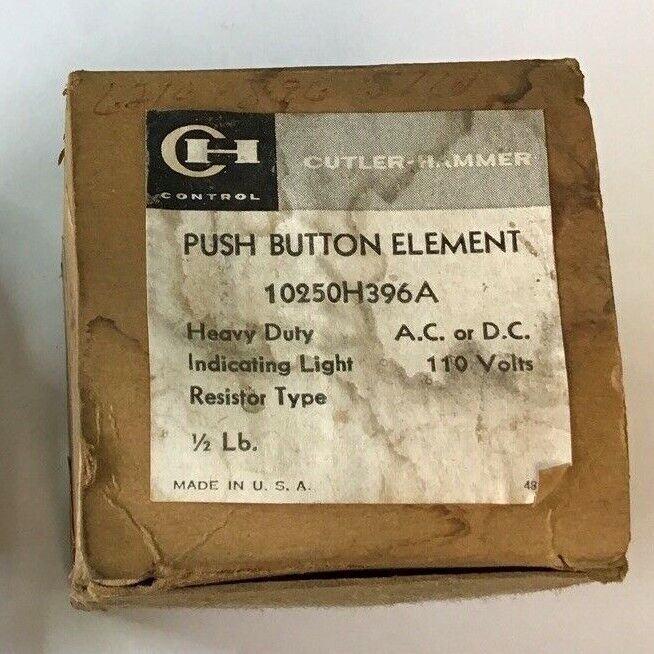 CH
CUTLER-HAMMER
CONTROL
PUSH BUTTON ELEMENT
10250H396A
Heavy Duty A.C. or D.C.
Indicating Light 110 Volts
Resistor Type
½ Lb.
MADE IN U. S. A. 48